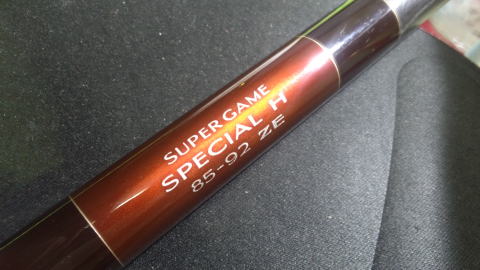 SUPER GAME
SPECIAL H
85-92 ZE